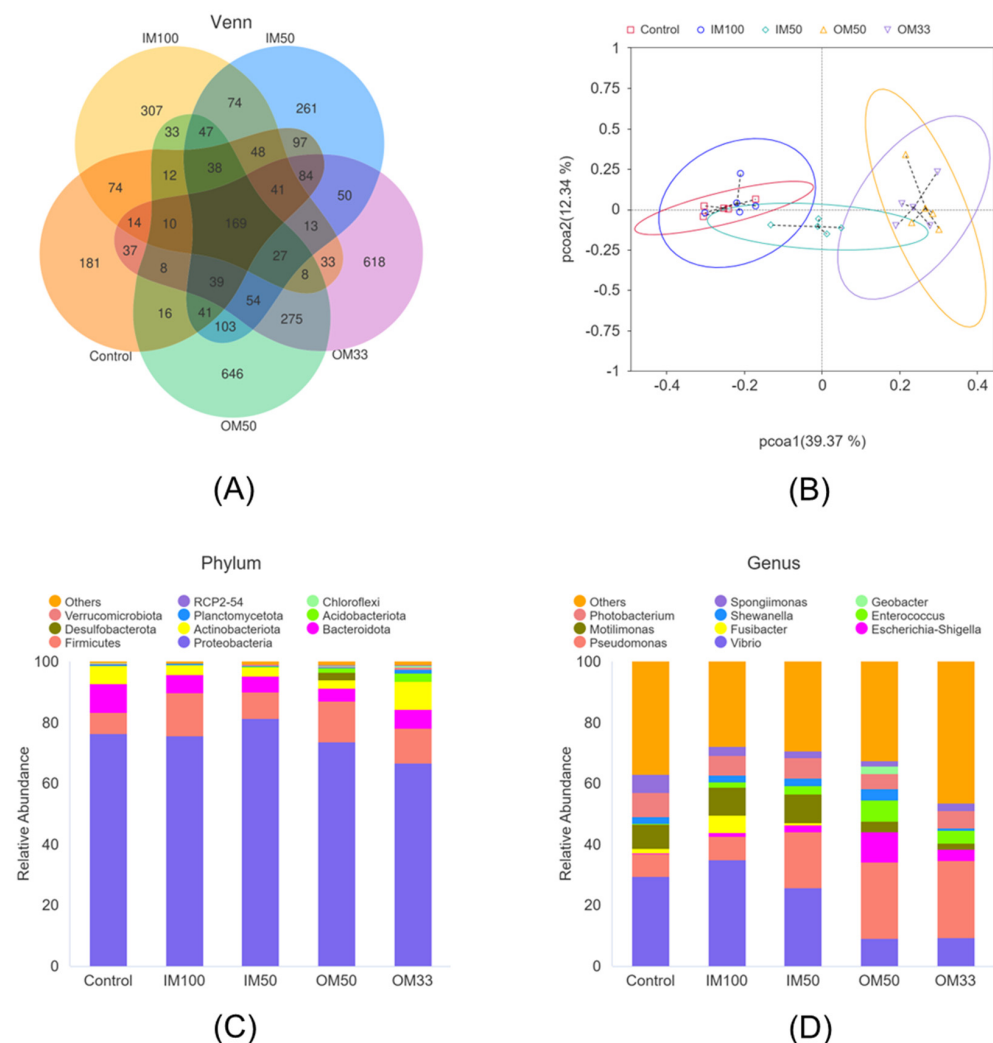 Venn
IM100
IM50
307
74
261
33
47
97
12
38
48
84
74
41
50
14
10
169
13
37
27
33
618
181
8
39
8
16
41
54
103
275
Control
OM33
646
OM50
(A)
Control IM100 IM50 OM50 OM33
1
0.75
0.5
0.25
0
-0.25
-0.5
-0.75
-1
-0.4 -0.2 0 0.2 0.4
pcoa2(12.34 %)
pcoa1(39.37 %)
(B)
Phylum
Others RCP2-54 Chloroflexi
Verrucomicrobiota Planctomycetota Acidobacteriota
Desulfobacterota Actinobacteriota Bacteroidota
Firmicutes Proteobacteria
100
80
60
40
20
0
Relative Abundance
Control IM100 IM50 OM50 OM33
(C)
Genus
Others Spongiimonas Geobacter
Photobacterium Shewanella Enterococcus
Motilimonas Fusibacter Escherichia-Shigella
Pseudomonas Vibrio
100
80
60
40
20
0
Relative Abundance
Control IM100 IM50 OM50 OM33
(D)